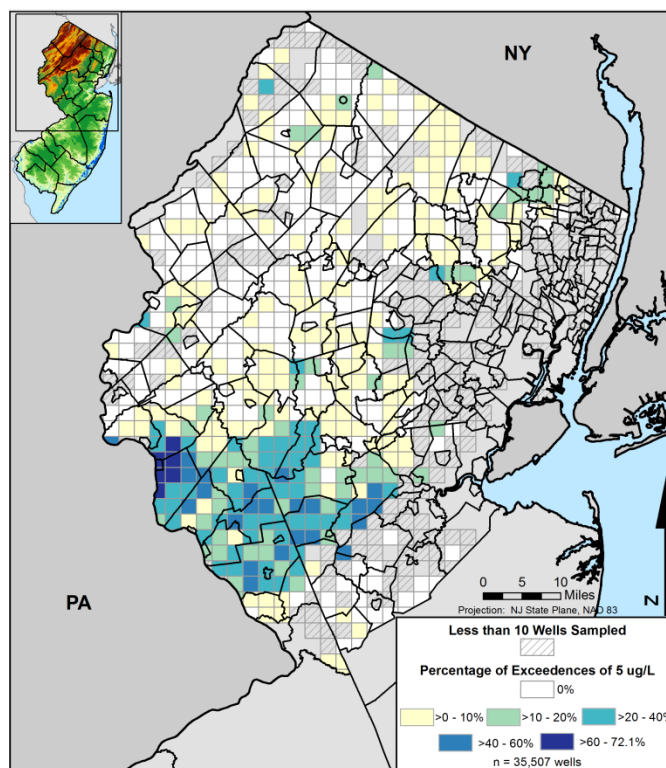 NY
PA
0 5 10
Miles
Projection: NJ State Plane, NAD 83
N
Less than 10 Wells Sampled
Percentage of Exceedences of 5 ug/L
0%
>0 - 10% >10 - 20% >20 - 40%
>40 - 60% >60 - 72.1%
n = 35,507 wells